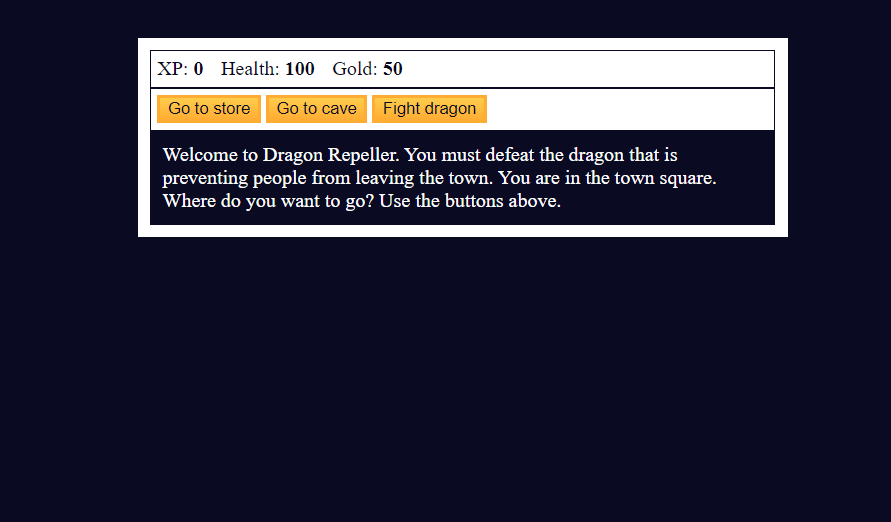 XP: 0 Health: 100 Gold: 50
Go to store Go to cave Fight dragon
Welcome to Dragon Repeller. You must defeat the dragon that is
preventing people from leaving the town. You are in the town square.
Where do you want to go? Use the buttons above.